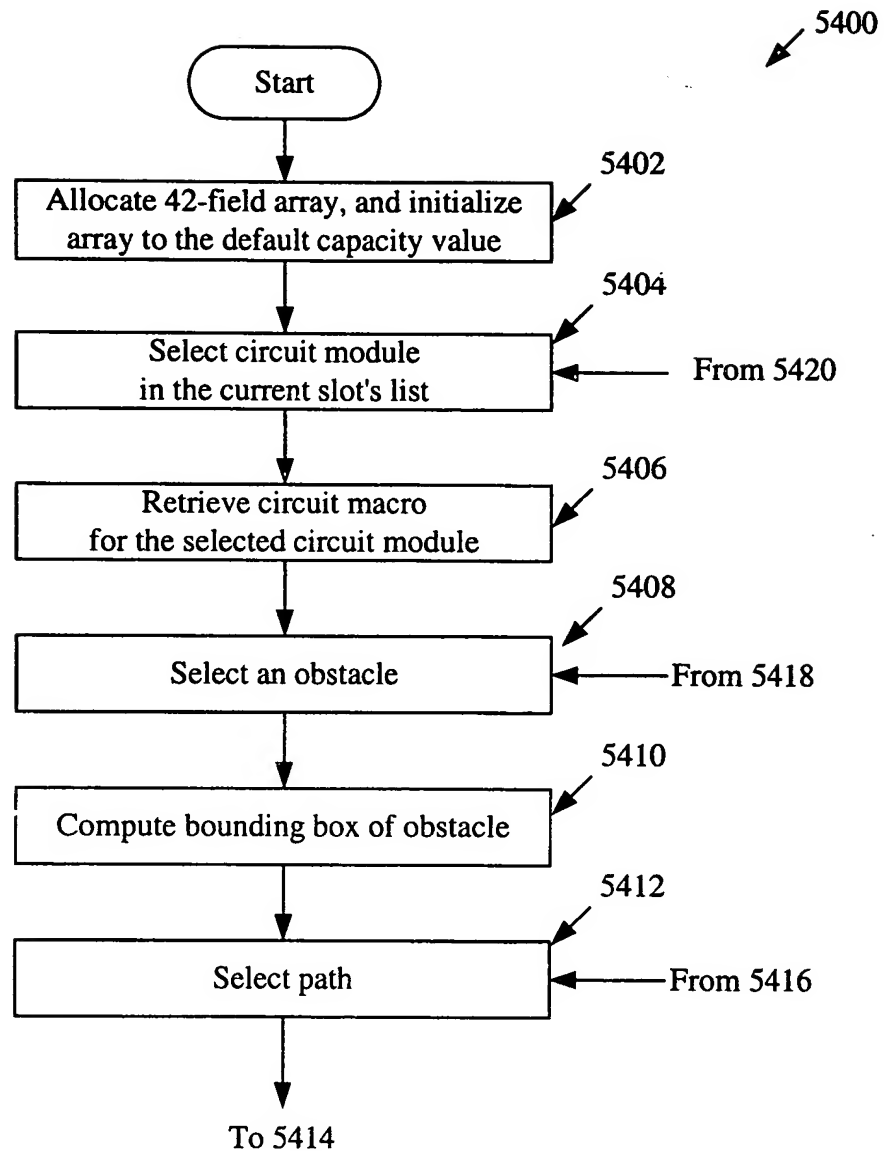 5400
Start
5402
Allocate 42-field array, and initialize
array to the default capacity value
5404
Select circuit module
in the current slot's list
From 5420
5406
Retrieve circuit macro
for the selected circuit module
5408
Select an obstacle
From 5418
5410
Compute bounding box of obstacle
5412
Select path
From 5416
To 5414